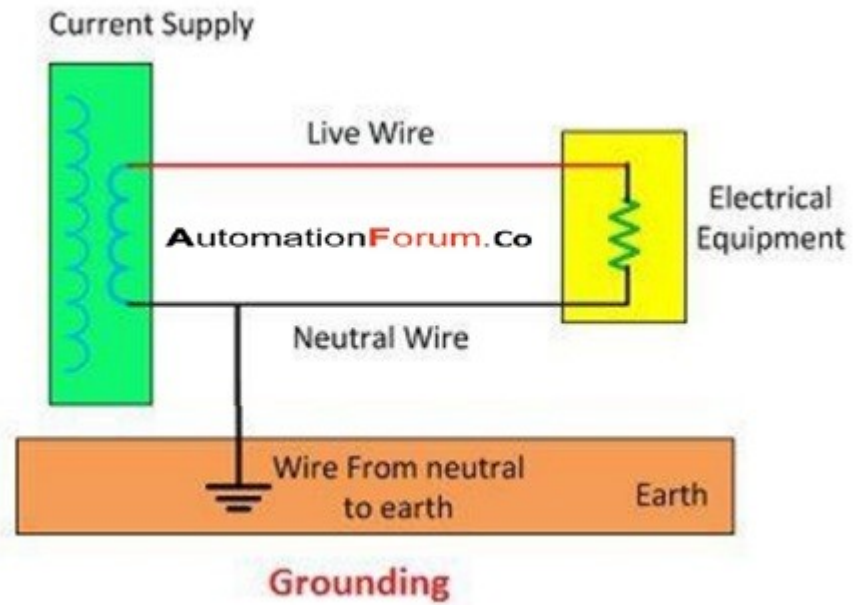 Current Supply
Live Wire
AutomationForum.Co
Electrical
Equipment
Neutral Wire
Wire From neutral
to earth
Earth
Grounding